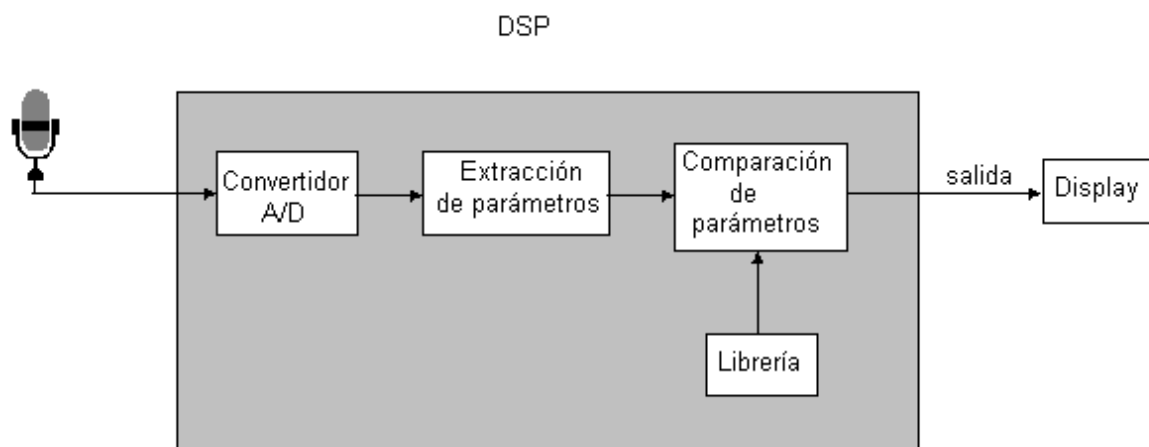 DSP
Convertidor
A/D
Extracción
de parámetros
Comparación
de
parámetros
salida
Display
Librería